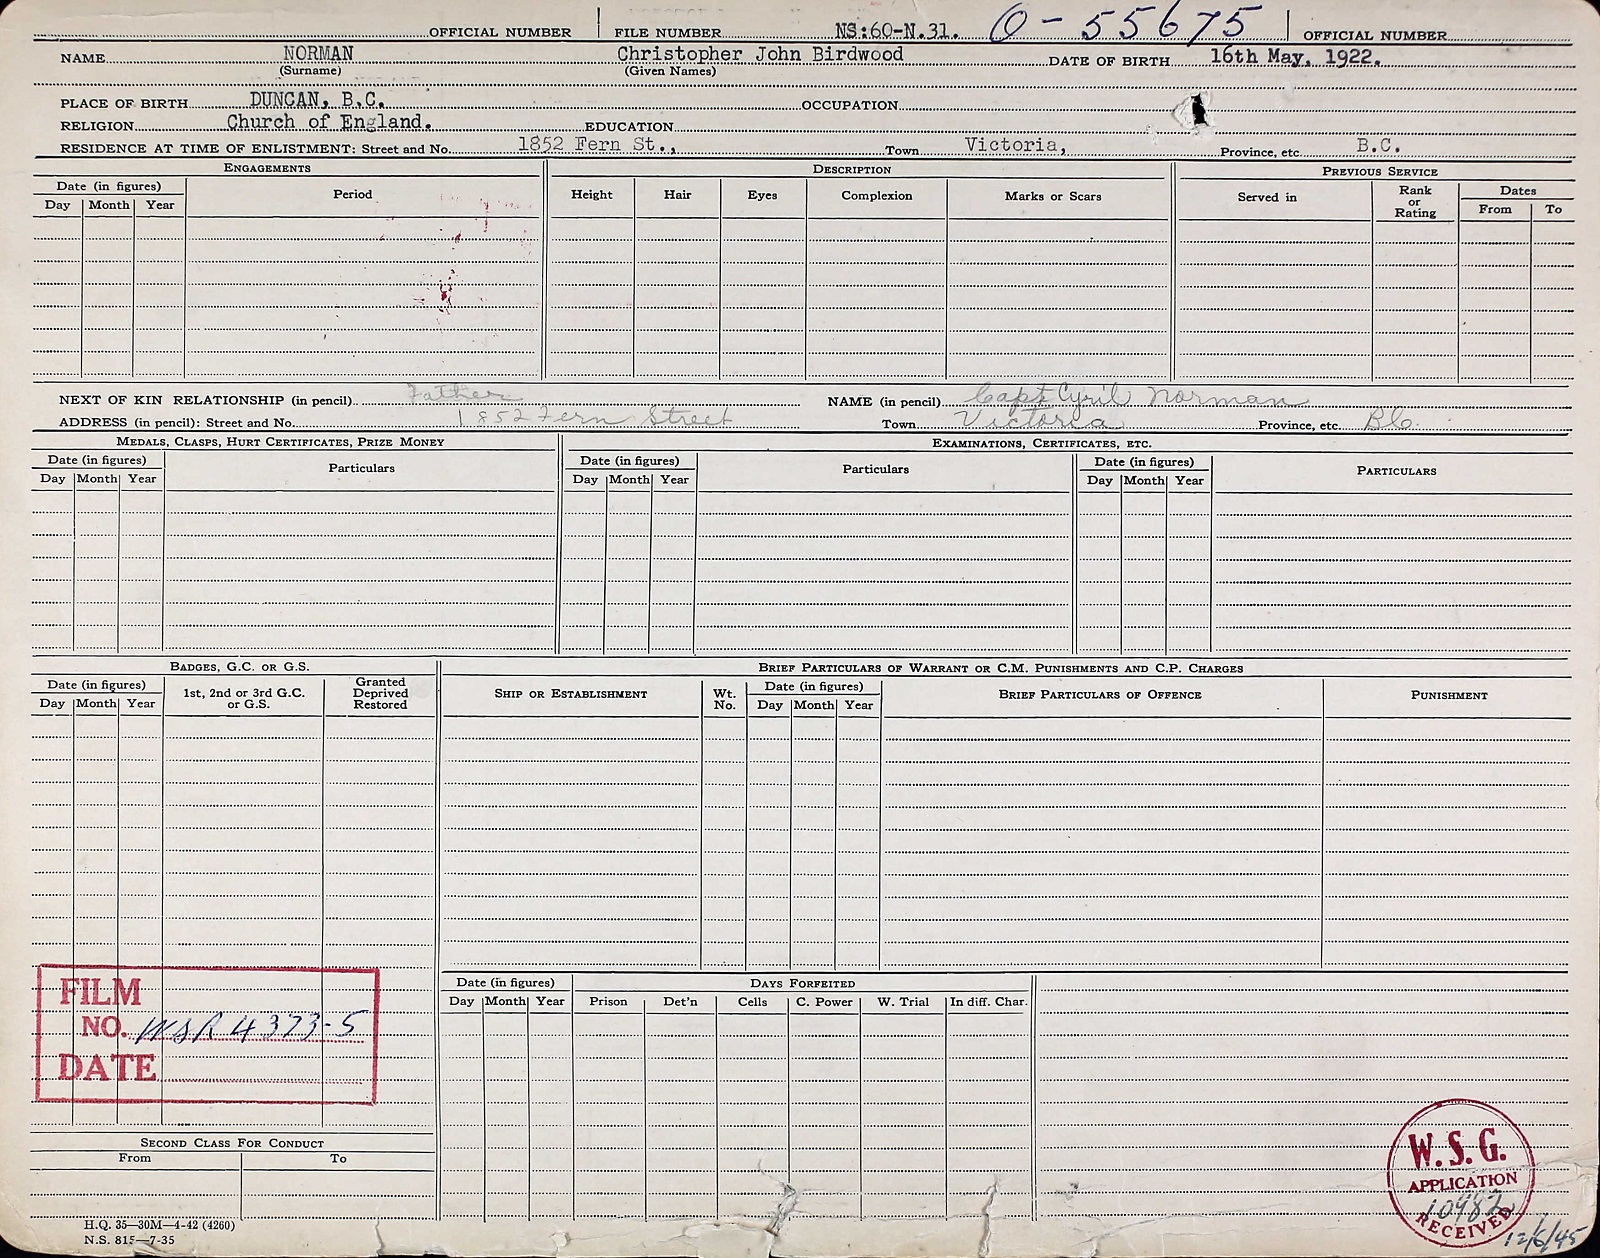 OFFICIAL NUMBER FILE NUMBER NS:60-N.31. O-55675 OFFICIAL NUMBER
NAME NORMAN Christopher John Birdwood DATE OF BIRTH 16th May, 1922.
(Surname) (Given Names)
PLACE OF BIRTH DUNCAN, B.C. OCCUPATION
RELIGION Church of England. EDUCATION
RESIDENCE AT TIME OF ENLISTMENT: Street and No. 1852 Fern St., Town Victoria, Province, etc. B.C.
ENGAGEMENTS DESCRIPTION PREVIOUS SERVICE
Date (in figures) Period Height Hair Eyes Complexion Marks or Scars Served in Rank or Rating Dates
Day Month Year From To
NEXT OF KIN RELATIONSHIP (in pencil) Father NAME (in pencil) Capt Cyril Norman
ADDRESS (in pencil): Street and No. 1852 Fern Street Town Victoria Province, etc. BC.
MEDALS, CLASPS, HURT CERTIFICATES, PRIZE MONEY EXAMINATIONS, CERTIFICATES, ETC.
Date (in figures) Particulars Date (in figures) Particulars Date (in figures) PARTICULARS
Day Month Year Day Month Year Day Month Year
BADGES, G.C. OR G.S. BRIEF PARTICULARS OF WARRANT OR C.M. PUNISHMENTS AND C.P. CHARGES
Date (in figures) 1st, 2nd or 3rd G.C. or G.S. Granted Deprived Restored SHIP OR ESTABLISHMENT Wt. No. Date (in figures) BRIEF PARTICULARS OF OFFENCE PUNISHMENT
Day Month Year Day Month Year
FILM
NO. WSR 4373-5
DATE
Date (in figures) DAYS FORFEITED
Day Month Year Prison Det'n Cells C. Power W. Trial In diff. Char.
SECOND CLASS FOR CONDUCT
From To
W.S.G.
APPLICATION
10982
RECEIVED
12/6/45
H.Q. 35—30M—4-42 (4260)
N.S. 815—7-35